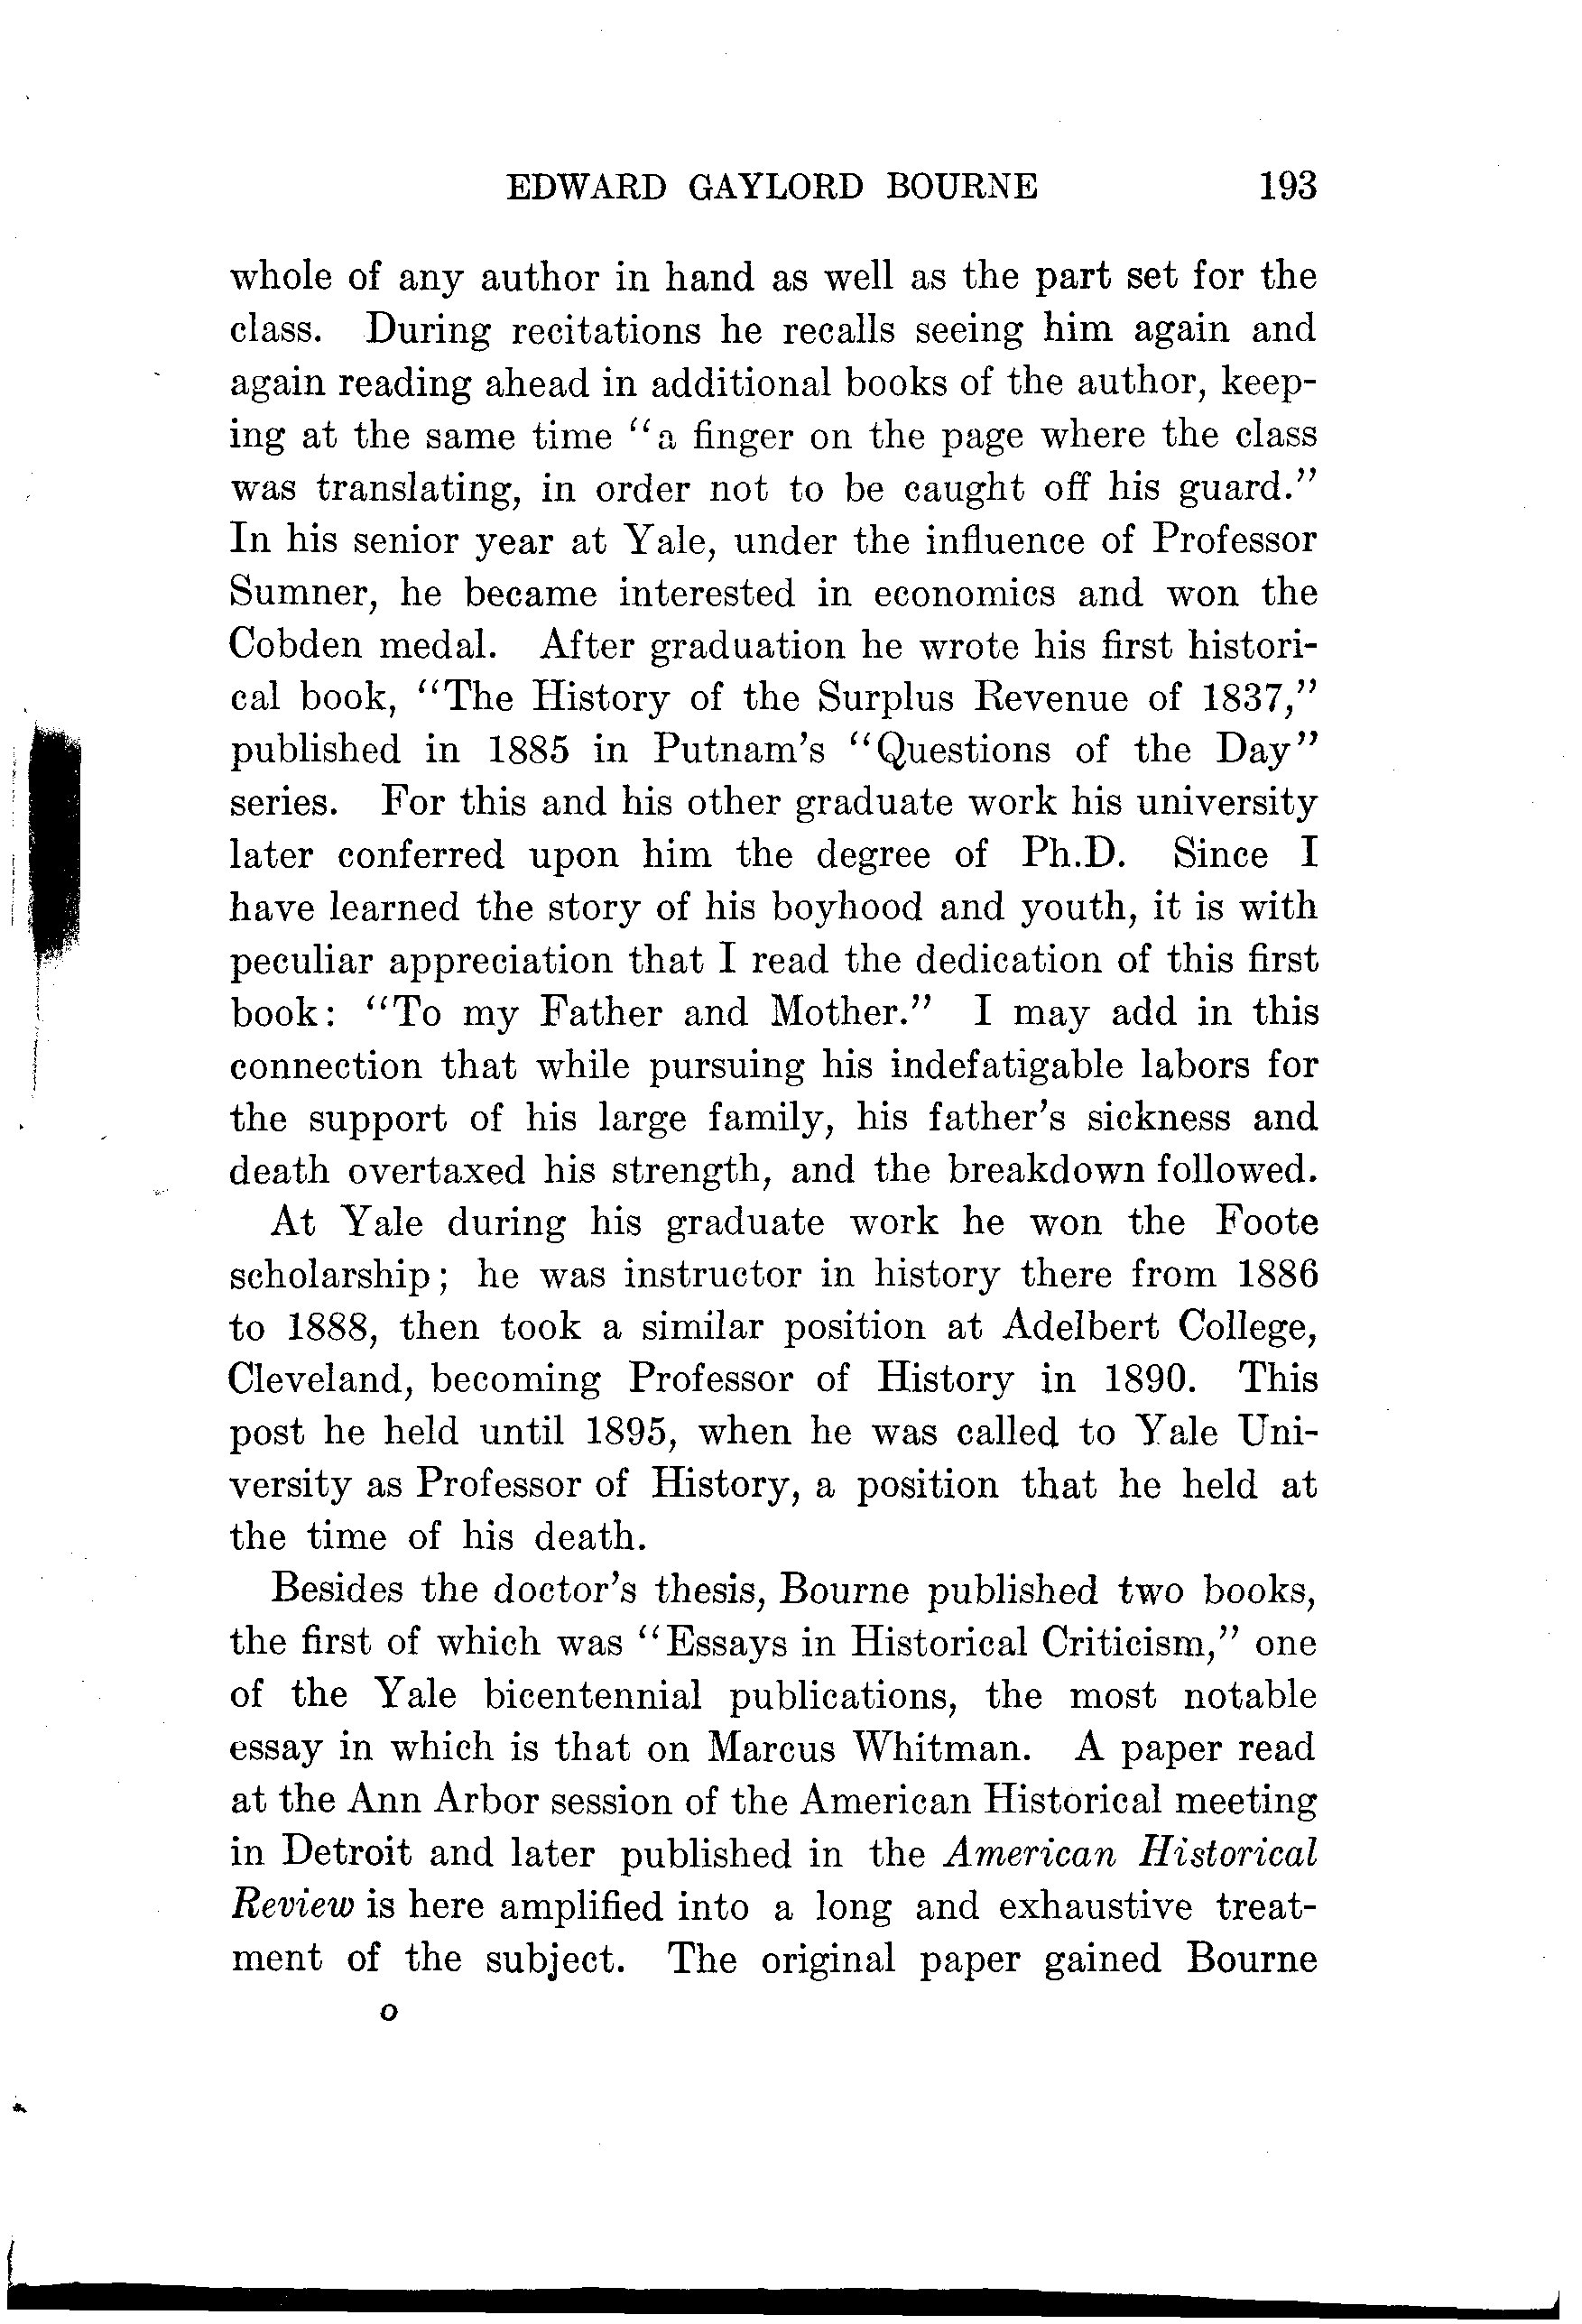 EDWARD GAYLORD BOURNE 193
whole of any author in hand as well as the part set for the
class. During recitations he recalls seeing him again and
again reading ahead in additional books of the author, keep-
ing at the same time "a finger on the page where the class
was translating, in order not to be caught off his guard."
In his senior year at Yale, under the influence of Professor
Sumner, he became interested in economics and won the
Cobden medal. After graduation he wrote his first histori-
cal book, "The History of the Surplus Revenue of 1837,"
published in 1885 in Putnam's "Questions of the Day"
series. For this and his other graduate work his university
later conferred upon him the degree of Ph.D. Since I
have learned the story of his boyhood and youth, it is with
peculiar appreciation that I read the dedication of this first
book: "To my Father and Mother." I may add in this
connection that while pursuing his indefatigable labors for
the support of his large family, his father's sickness and
death overtaxed his strength, and the breakdown followed.
At Yale during his graduate work he won the Foote
scholarship; he was instructor in history there from 1886
to 1888, then took a similar position at Adelbert College,
Cleveland, becoming Professor of History in 1890. This
post he held until 1895, when he was called to Yale Uni-
versity as Professor of History, a position that he held at
the time of his death.
Besides the doctor's thesis, Bourne published two books,
the first of which was "Essays in Historical Criticism," one
of the Yale bicentennial publications, the most notable
essay in which is that on Marcus Whitman. A paper read
at the Ann Arbor session of the American Historical meeting
in Detroit and later published in the American Historical
Review is here amplified into a long and exhaustive treat-
ment of the subject. The original paper gained Bourne
o